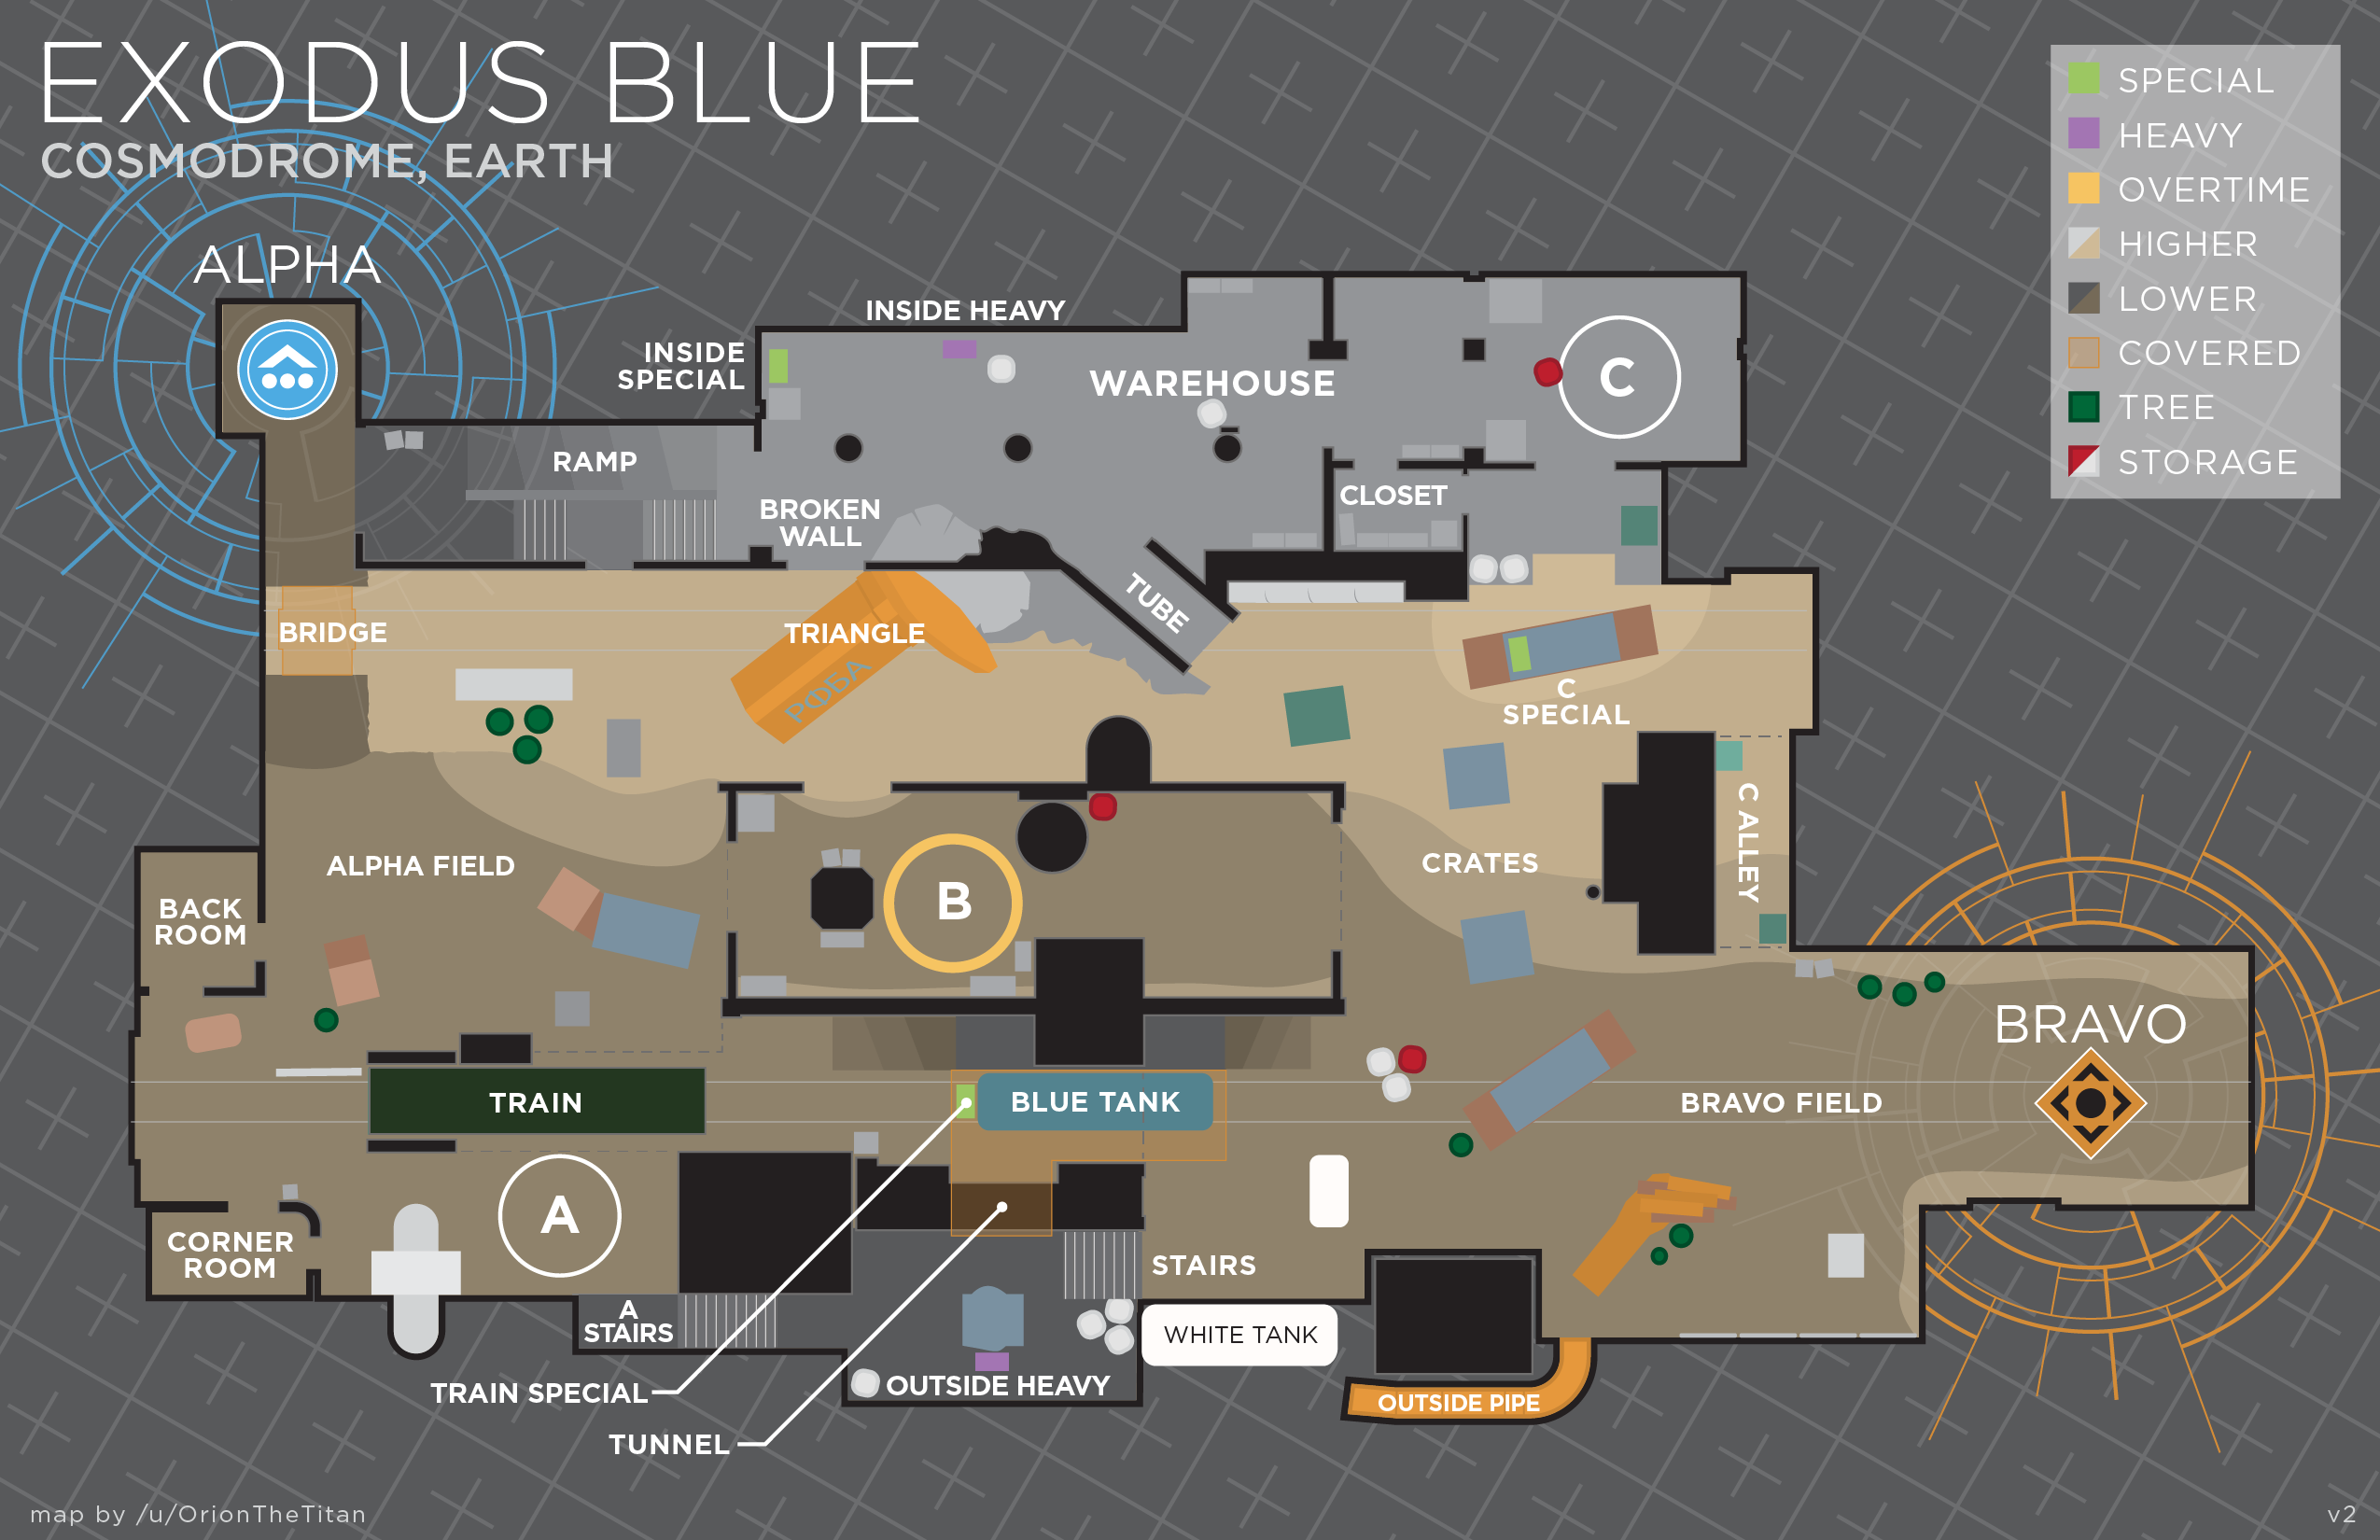 EXODUS BLUE
COSMODROME, EARTH
SPECIAL
HEAVY
OVERTIME
HIGHER
LOWER
COVERED
TREE
STORAGE
ALPHA
INSIDE HEAVY
INSIDE
SPECIAL
WAREHOUSE
C
RAMP
BROKEN
WALL
CLOSET
TUBE
BRIDGE
TRIANGLE
РФБА
C
SPECIAL
C ALLEY
ALPHA FIELD
CRATES
BACK
ROOM
B
BRAVO
TRAIN
BLUE TANK
BRAVO FIELD
A
CORNER
ROOM
STAIRS
A
STAIRS
WHITE TANK
TRAIN SPECIAL
OUTSIDE HEAVY
OUTSIDE PIPE
TUNNEL
map by /u/OrionTheTitan
v2